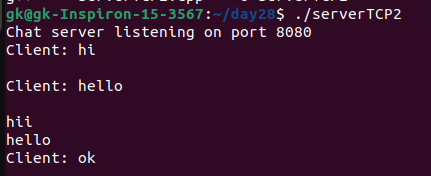 gk@gk-Inspiron-15-3567:~/day28$ ./serverTCP2
Chat server listening on port 8080
Client: hi
Client: hello
hii
hello
Client: ok